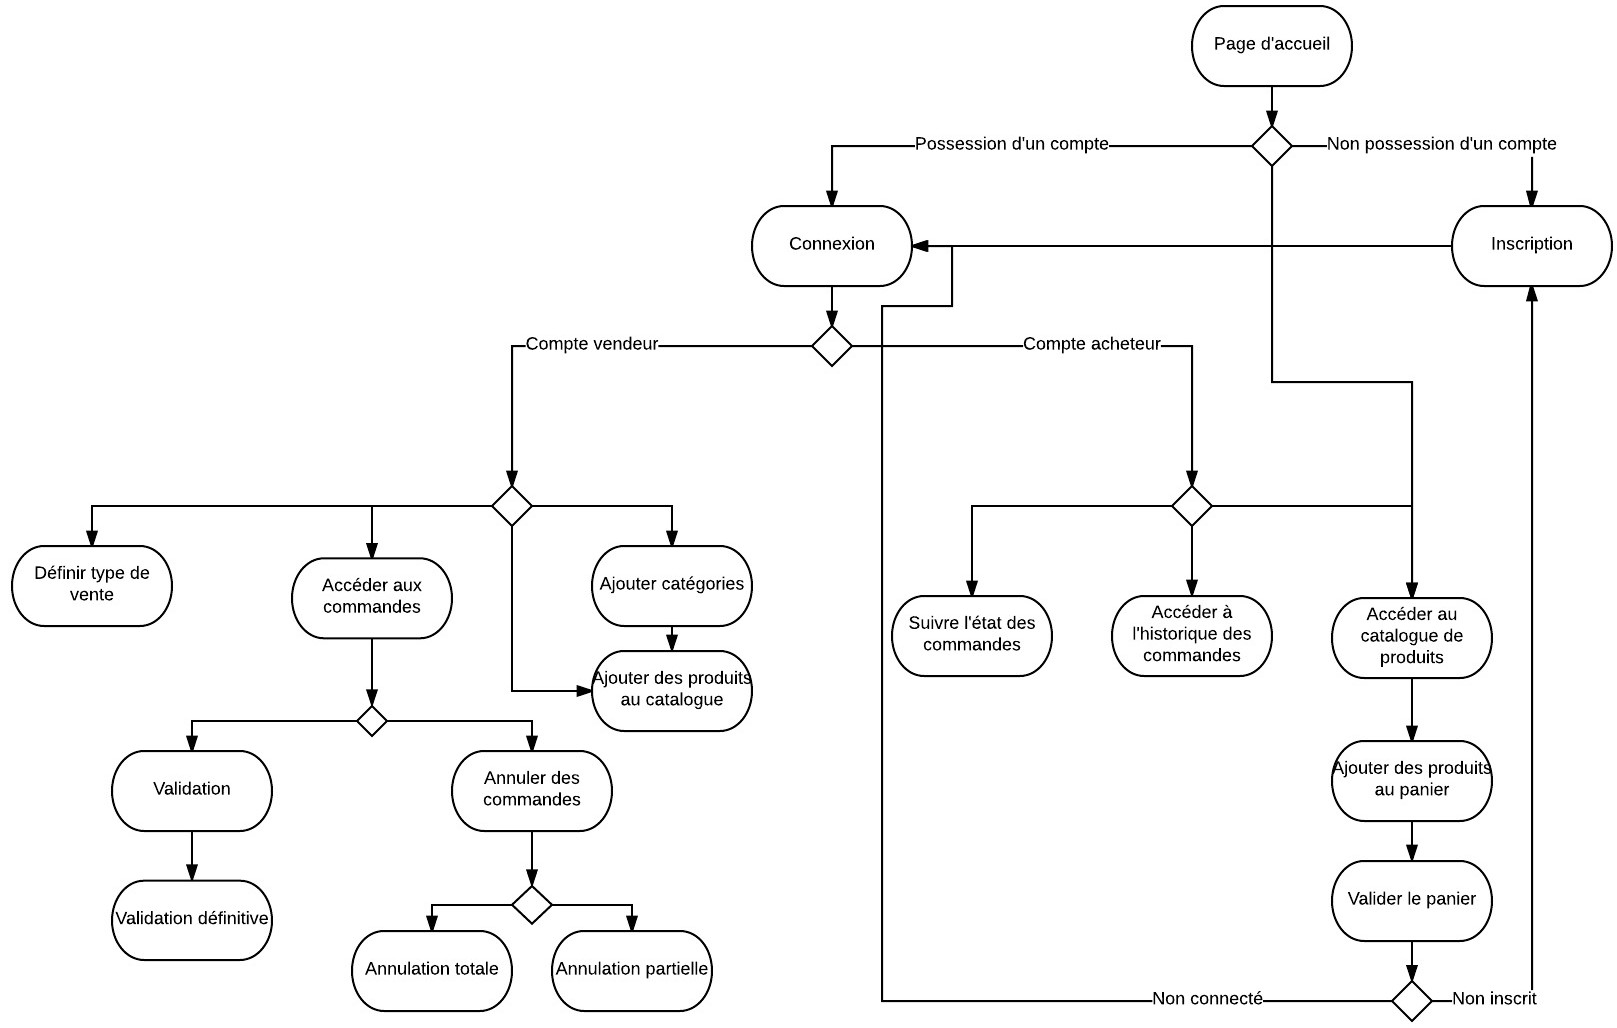 Page d'accueil
Possession d'un compte
Non possession d'un compte
Connexion
Inscription
Compte vendeur
Compte acheteur
Définir type de
vente
Accéder aux
commandes
Ajouter catégories
Ajouter des produits
au catalogue
Suivre l'état des
commandes
Accéder à
l'historique des
commandes
Accéder au
catalogue de
produits
Validation
Annuler des
commandes
Ajouter des produits
au panier
Validation définitive
Valider le panier
Annulation totale
Annulation partielle
Non connecté
Non inscrit